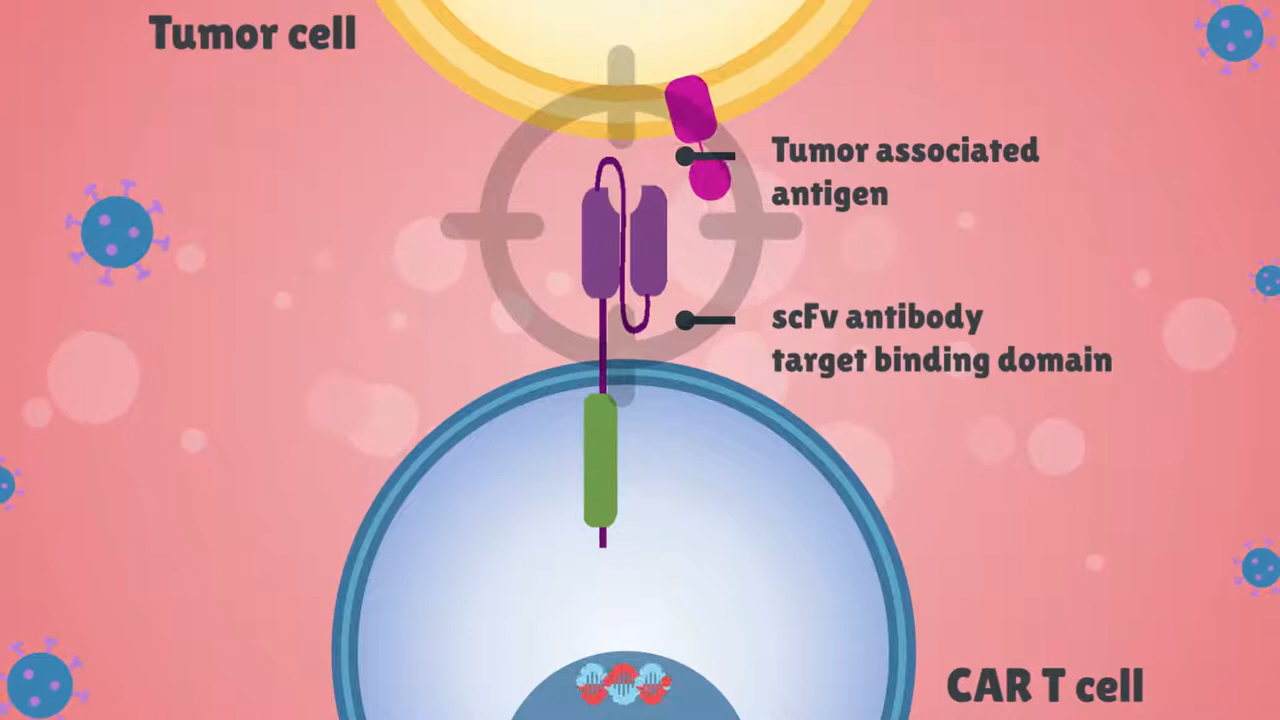 Tumor cell
Tumor associated
antigen
scFv antibody
target binding domain
CAR T cell